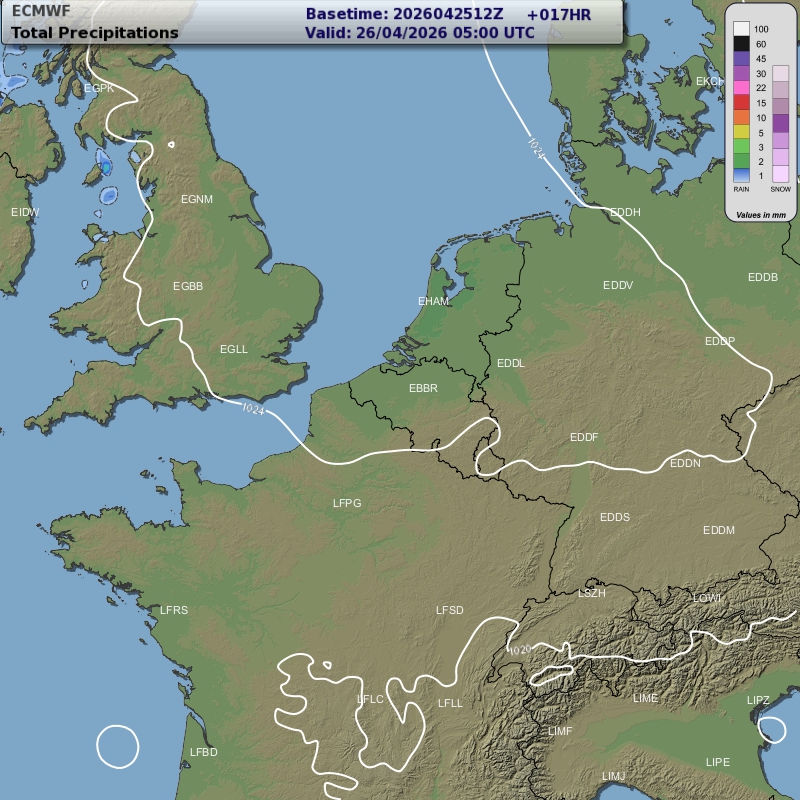 ECMWF
Basetime: 2026042512Z +017HR
Total Precipitations
Valid: 26/04/2026 05:00 UTC
100
60
45
30
22
15
10
5
3
2
1
RAIN SNOW
Values in mm
EGPK
EKCH
1024
EGNM
EIDW
EDDH
EDDB
EGBB
EDDV
EHAM
EDDP
EGLL
EDDL
EBBR
1024
EDDF
EDDN
LFPG
EDDS
EDDM
LSZH
LOWI
LFRS
LFSD
1020
LFLC
LFLL
LIME
LIPZ
LIMF
LFBD
LIPE
LIMJ